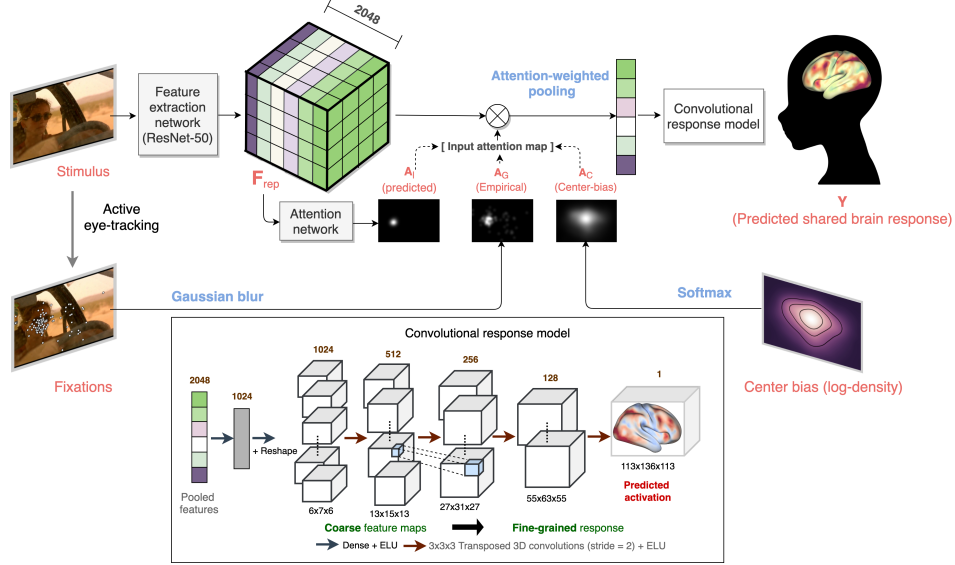 2048
Feature
extraction
network
(ResNet-50)
Attention-weighted
pooling
Convolutional
response model
[ Input attention map ]
Stimulus
F rep
A I
(predicted)
A G
(Empirical)
A C
(Center-bias)
Y
(Predicted shared brain response)
Active
eye-tracking
Attention
network
Gaussian blur
Softmax
Fixations
Center bias (log-density)
Convolutional response model
2048
1024
1024
512
256
128
1
+ Reshape
Pooled
features
6x7x6
13x15x13
27x31x27
55x63x55
113x136x113
Predicted
activation
Coarse feature maps
Fine-grained response
Dense + ELU
3x3x3 Transposed 3D convolutions (stride = 2) + ELU